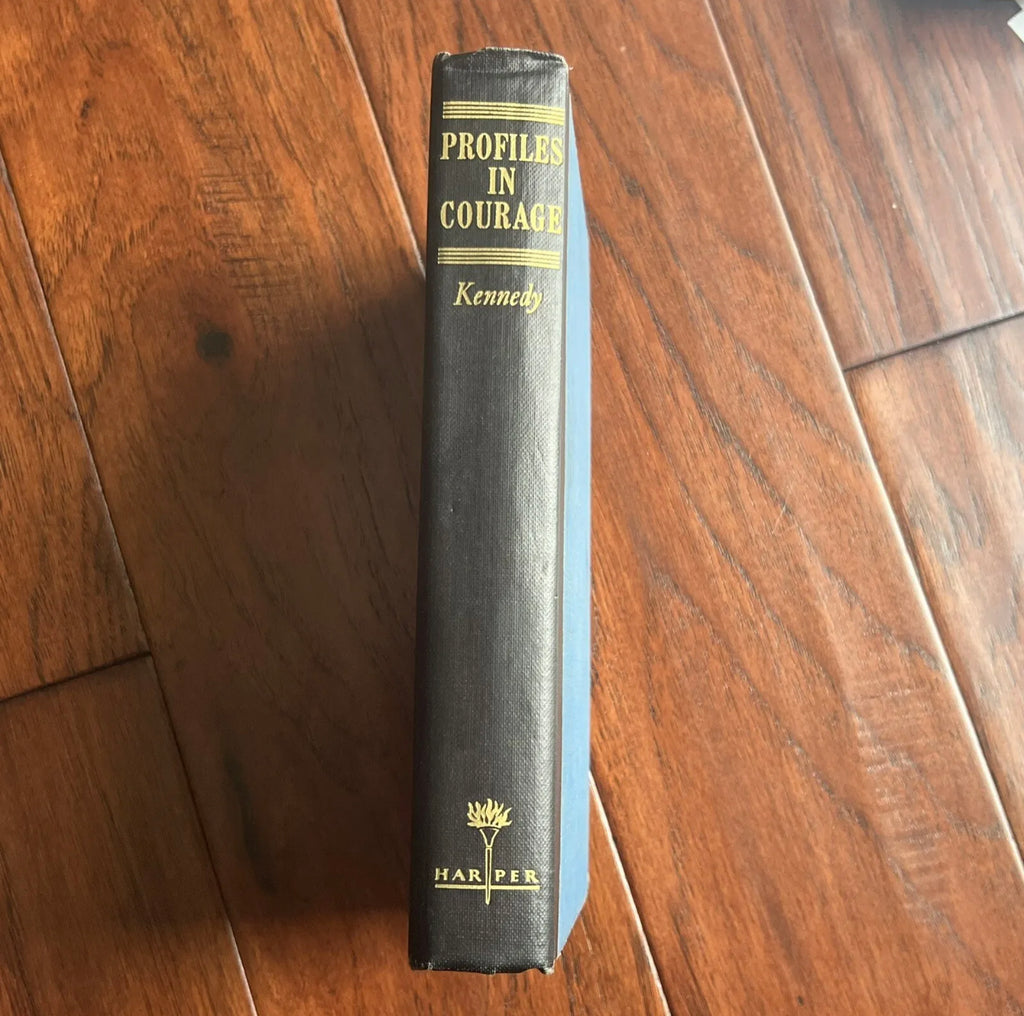 PROFILES
IN
COURAGE
Kennedy
HARPER